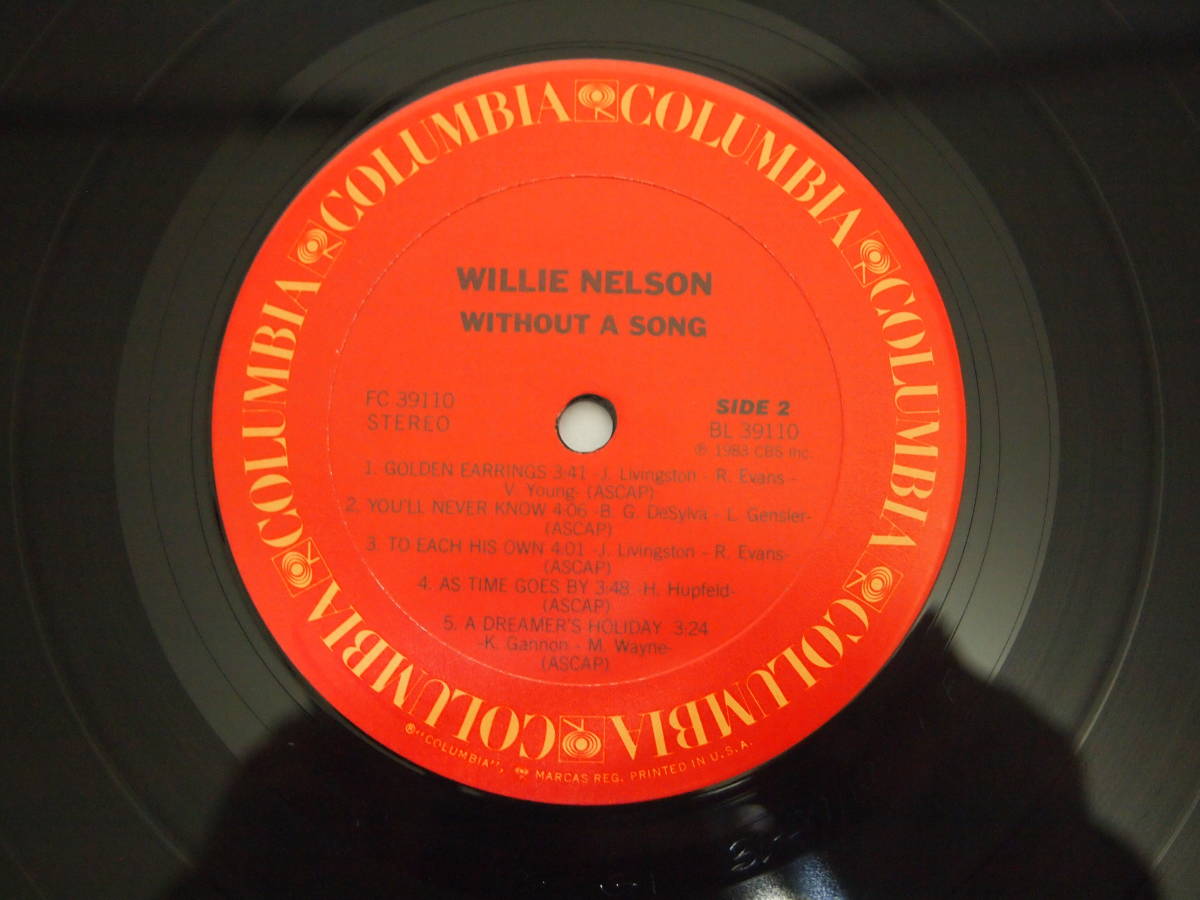 COLUMBIA COLUMBIA COLUMBIA COLUMBIA COLUMBIA COLUMBIA COLUMBIA
WILLIE NELSON
WITHOUT A SONG
FC 39110
STEREO
SIDE 2
BL 39110
℗ 1983 CBS Inc.
1. GOLDEN EARRINGS 3:41 -J. Livingston - R. Evans -
V. Young- (ASCAP)
2. YOU'LL NEVER KNOW 4:06 -B. G. DeSylva - L. Gensler-
(ASCAP)
3. TO EACH HIS OWN 4:01 -J. Livingston - R. Evans-
(ASCAP)
4. AS TIME GOES BY 3:48 -H. Hupfeld-
(ASCAP)
5. A DREAMER'S HOLIDAY 3:24
-K. Gannon - M. Wayne-
(ASCAP)
®"COLUMBIA", MARCAS REG. PRINTED IN U.S.A.